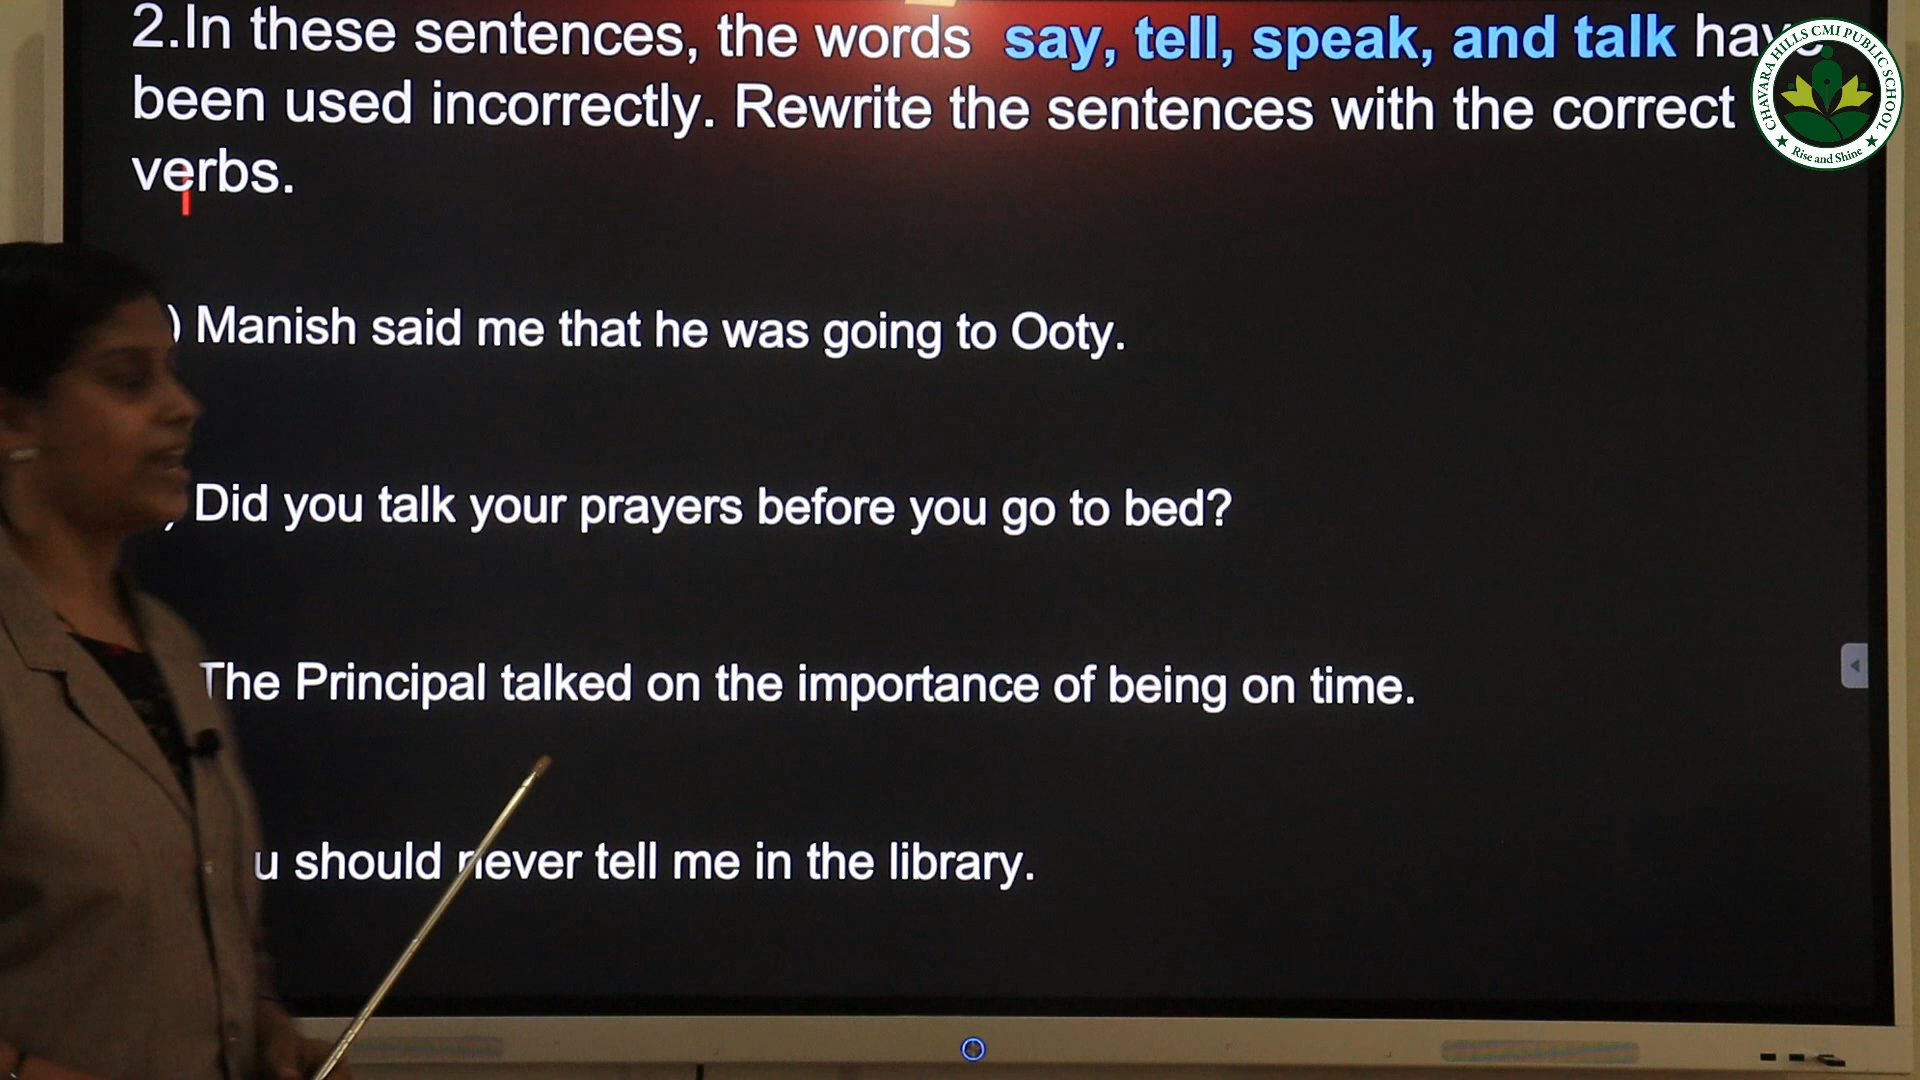 2.In these sentences, the words say, tell, speak, and talk have
been used incorrectly. Rewrite the sentences with the correct
verbs.
) Manish said me that he was going to Ooty.
Did you talk your prayers before you go to bed?
The Principal talked on the importance of being on time.
u should never tell me in the library.
CHAVARA HILLS CMI PUBLIC SCHOOL
Rise and Shine